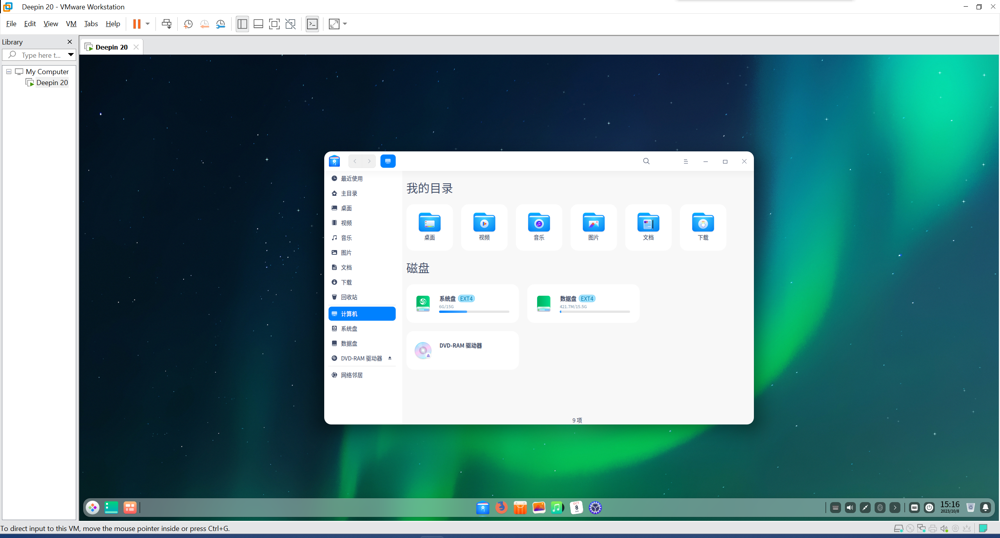 Deepin 20 - VMware Workstation
File Edit View VM Tabs Help
Library
Type here t...
My Computer
Deepin 20
Deepin 20
最近使用
主目录
桌面
视频
音乐
图片
文档
下载
回收站
计算机
系统盘
数据盘
DVD-RAM 驱动器
网络邻居
我的目录
桌面 视频 音乐 图片 文档 下载
磁盘
系统盘 EXT4
6G/15G
数据盘 EXT4
421.7M/15.5G
DVD-RAM 驱动器
9 项
OCT
8
SUN
15:16
2023/10/8
To direct input to this VM, move the mouse pointer inside or press Ctrl+G.